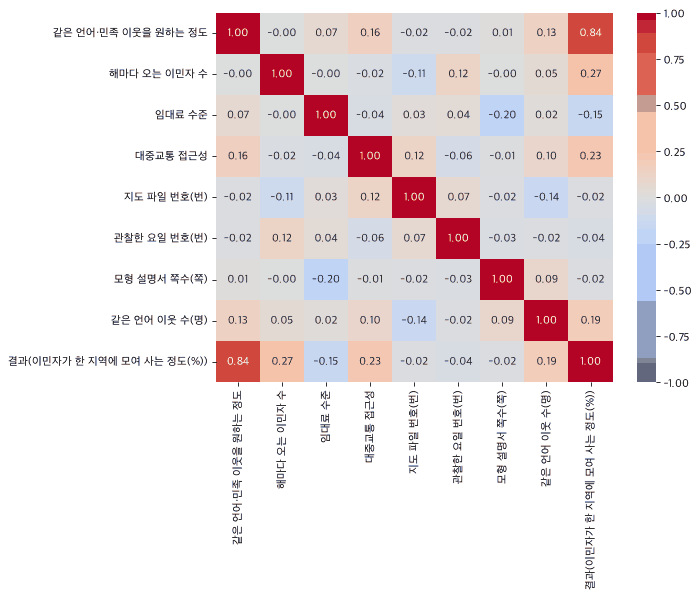 같은 언어·민족 이웃을 원하는 정도 1.00 -0.00 0.07 0.16 -0.02 -0.02 0.01 0.13 0.84
해마다 오는 이민자 수 -0.00 1.00 -0.00 -0.02 -0.11 0.12 -0.00 0.05 0.27
임대료 수준 0.07 -0.00 1.00 -0.04 0.03 0.04 -0.20 0.02 -0.15
대중교통 접근성 0.16 -0.02 -0.04 1.00 0.12 -0.06 -0.01 0.10 0.23
지도 파일 번호(번) -0.02 -0.11 0.03 0.12 1.00 0.07 -0.02 -0.14 -0.02
관찰한 요일 번호(번) -0.02 0.12 0.04 -0.06 0.07 1.00 -0.03 -0.02 -0.04
모형 설명서 쪽수(쪽) 0.01 -0.00 -0.20 -0.01 -0.02 -0.03 1.00 0.09 -0.02
같은 언어 이웃 수(명) 0.13 0.05 0.02 0.10 -0.14 -0.02 0.09 1.00 0.19
결과(이민자가 한 지역에 모여 사는 정도(%)) 0.84 0.27 -0.15 0.23 -0.02 -0.04 -0.02 0.19 1.00
같은 언어·민족 이웃을 원하는 정도
해마다 오는 이민자 수
임대료 수준
대중교통 접근성
지도 파일 번호(번)
관찰한 요일 번호(번)
모형 설명서 쪽수(쪽)
같은 언어 이웃 수(명)
결과(이민자가 한 지역에 모여 사는 정도(%))
1.00
0.75
0.50
0.25
0.00
-0.25
-0.50
-0.75
-1.00